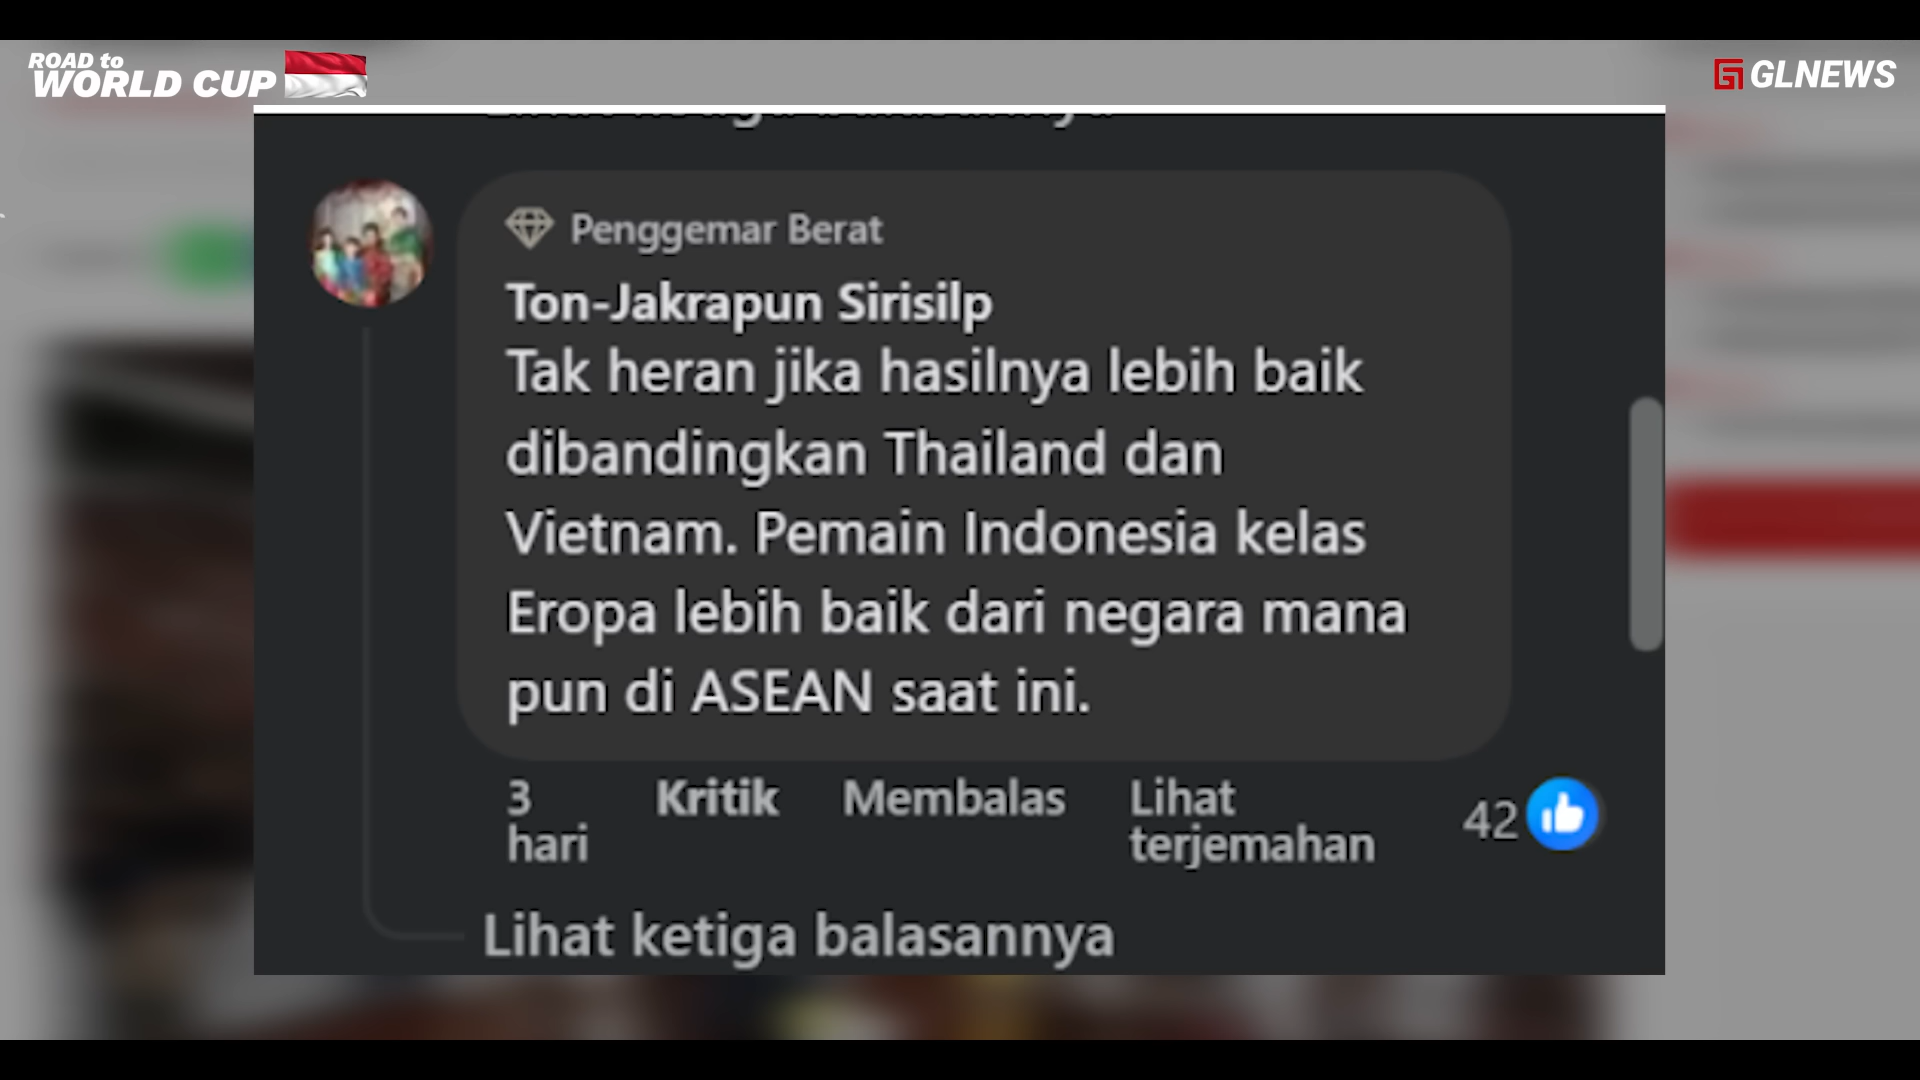 ROAD to
WORLD CUP
GLNEWS
Penggemar Berat
Ton-Jakrapun Sirisilp
Tak heran jika hasilnya lebih baik
dibandingkan Thailand dan
Vietnam. Pemain Indonesia kelas
Eropa lebih baik dari negara mana
pun di ASEAN saat ini.
3 hari
Kritik
Membalas
Lihat terjemahan
42
Lihat ketiga balasannya